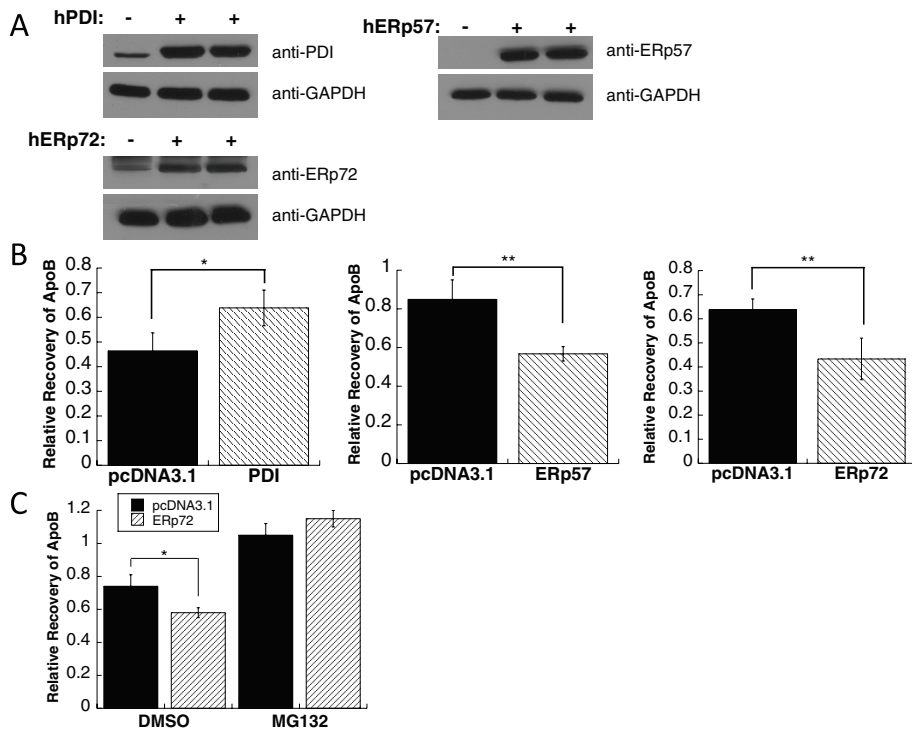 A
hPDI: - + +
anti-PDI
anti-GAPDH
hERp57: - + +
anti-ERp57
anti-GAPDH
hERp72: - + +
anti-ERp72
anti-GAPDH
B
Relative Recovery of ApoB
0.8
0.7
0.6
0.5
0.4
0.3
0.2
0.1
0
*
pcDNA3.1 PDI
Relative Recovery of ApoB
1
0.8
0.6
0.4
0.2
0
**
pcDNA3.1 ERp57
Relative Recovery of ApoB
0.8
0.7
0.6
0.5
0.4
0.3
0.2
0.1
0
**
pcDNA3.1 ERp72
C
Relative Recovery of ApoB
1.2
1
0.8
0.6
0.4
0.2
0
pcDNA3.1
ERp72
*
DMSO MG132